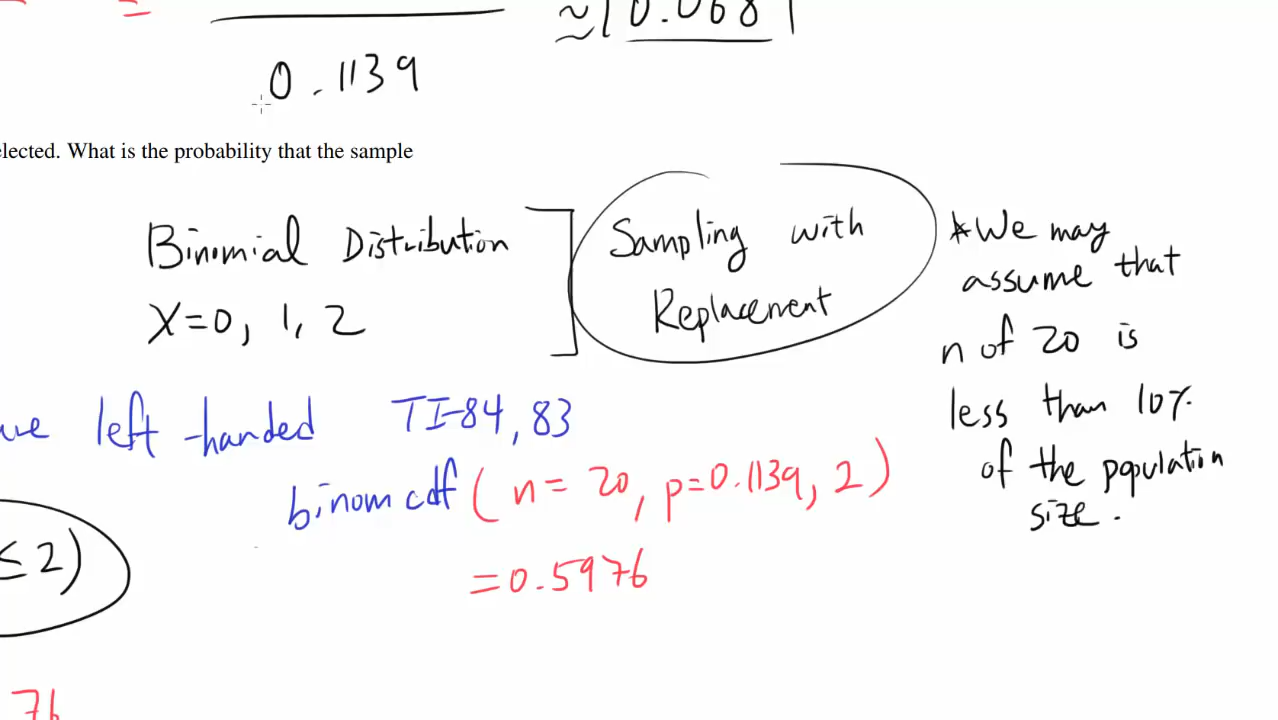 =
≈ 0.068
0.1139
elected. What is the probability that the sample
Binomial Distribution
X=0, 1, 2
Sampling with
Replacement
*We may
assume that
n of 20 is
less than 10%
of the population
size.
left-handed TI-84, 83
binomcdf(n=20, p=0.1139, 2)
=0.5976
≤ 2)
76